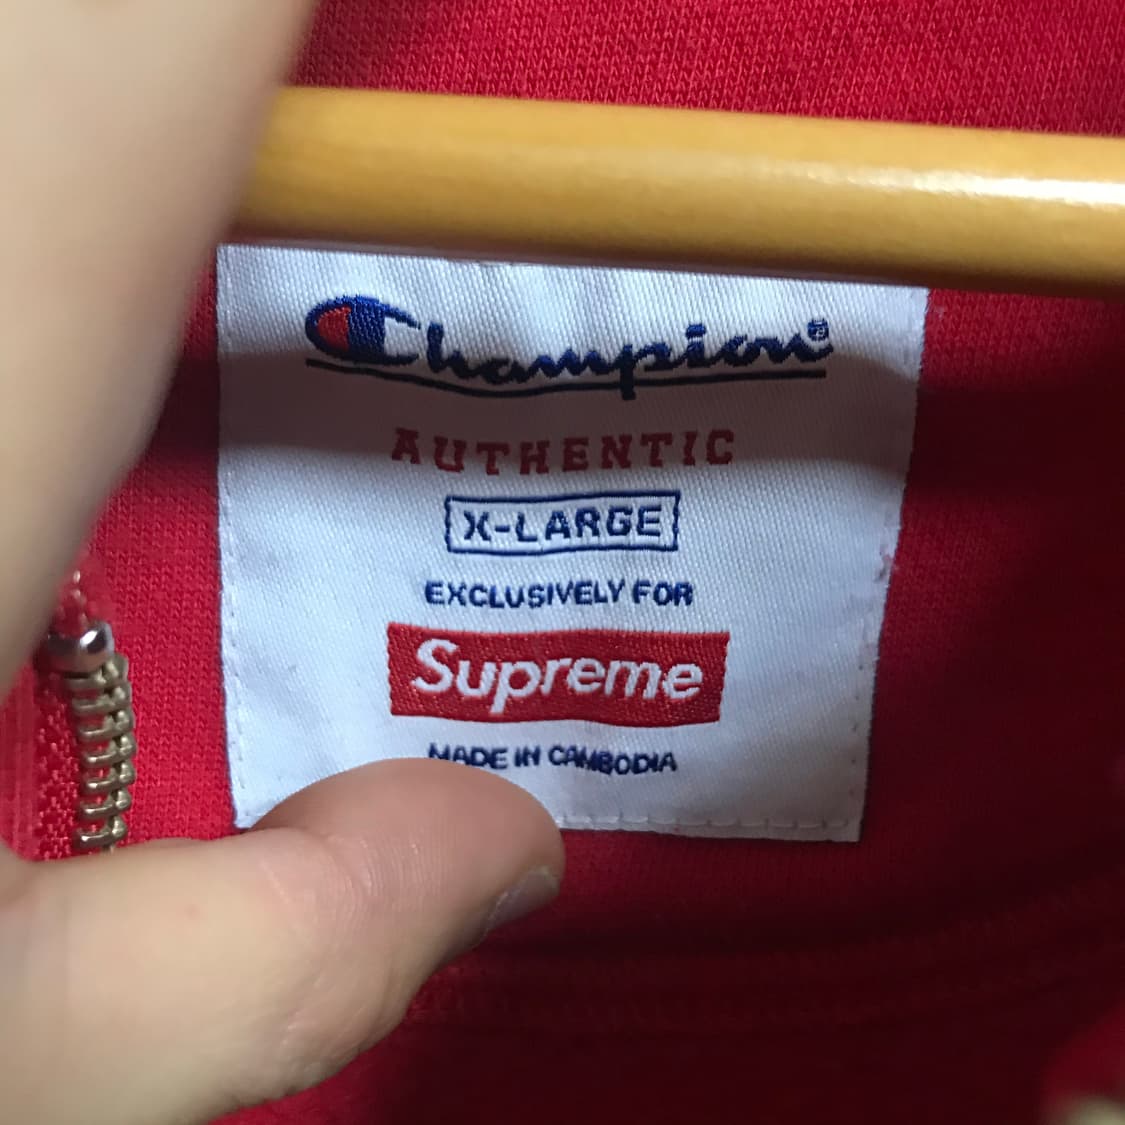 Champion®
AUTHENTIC
X-LARGE
EXCLUSIVELY FOR
Supreme
MADE IN CAMBODIA